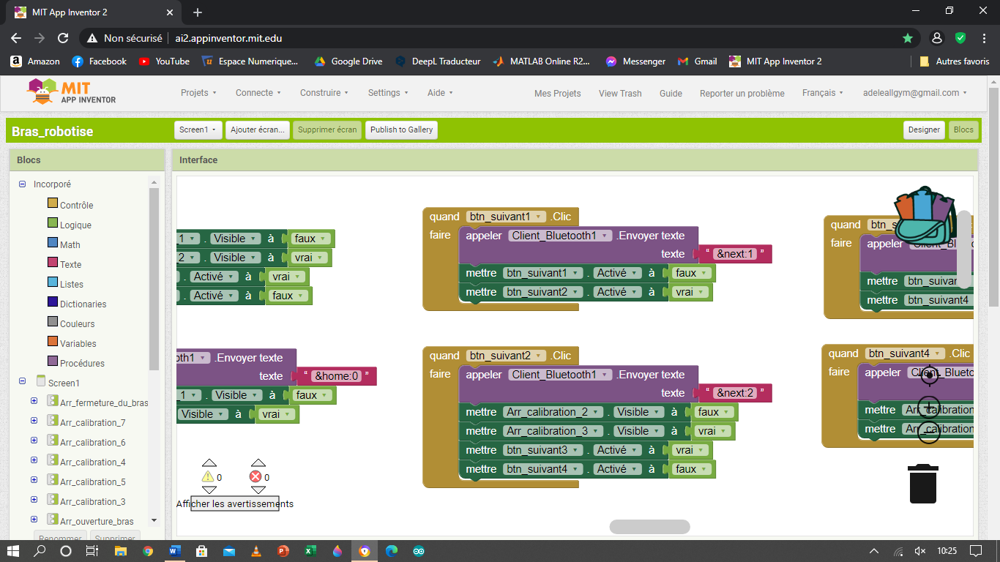 MIT App Inventor 2
Non sécurisé ai2.appinventor.mit.edu
Amazon Facebook YouTube Espace Numerique... Google Drive DeepL Traducteur MATLAB Online R2... Messenger Gmail MIT App Inventor 2 Autres favoris
MIT
APP INVENTOR
Projets Connecte Construire Settings Aide Mes Projets View Trash Guide Reporter un problème Français adeleallgym@gmail.com
Bras_robotise Screen1 Ajouter écran... Supprimer écran Publish to Gallery Designer Blocs
Blocs
Incorporé
Contrôle
Logique
Math
Texte
Listes
Dictionaries
Couleurs
Variables
Procédures
Screen1
Arr_fermeture_du_bras
Arr_calibration_7
Arr_calibration_6
Arr_calibration_4
Arr_calibration_5
Arr_calibration_3
Arr_ouverture_bras
Renommer Supprimer
Interface
_1 . Visible à faux
_2 . Visible à vrai
. Activé à vrai
. Activé à faux
oth1 .Envoyer texte
texte " &home:0 "
_1 . Visible à faux
Visible à vrai
0 0
Afficher les avertissements
quand btn_suivant1 .Clic
faire appeler Client_Bluetooth1 .Envoyer texte
texte " &next:1 "
mettre btn_suivant1 . Activé à faux
mettre btn_suivant2 . Activé à vrai
quand btn_suivant2 .Clic
faire appeler Client_Bluetooth1 .Envoyer texte
texte " &next:2 "
mettre Arr_calibration_2 . Visible à faux
mettre Arr_calibration_3 . Visible à vrai
mettre btn_suivant3 . Activé à vrai
mettre btn_suivant4 . Activé à faux
quand btn_s
faire appeler Client_Bl
mettre btn_suivan
mettre btn_suivant4
quand btn_suivant4 .Clic
faire appeler Client_Blueto
mettre Arr_calibration
mettre Arr_calibration
10:25